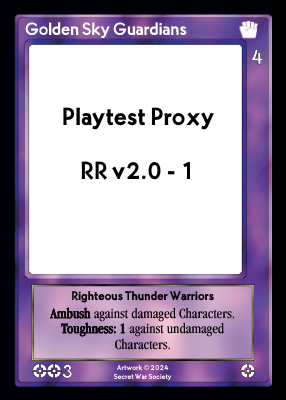 Golden Sky Guardians
4
Playtest Proxy
RR v2.0 - 1
Righteous Thunder Warriors
Ambush against damaged Characters.
Toughness: 1 against undamaged
Characters.
3
Artwork © 2024
Secret War Society